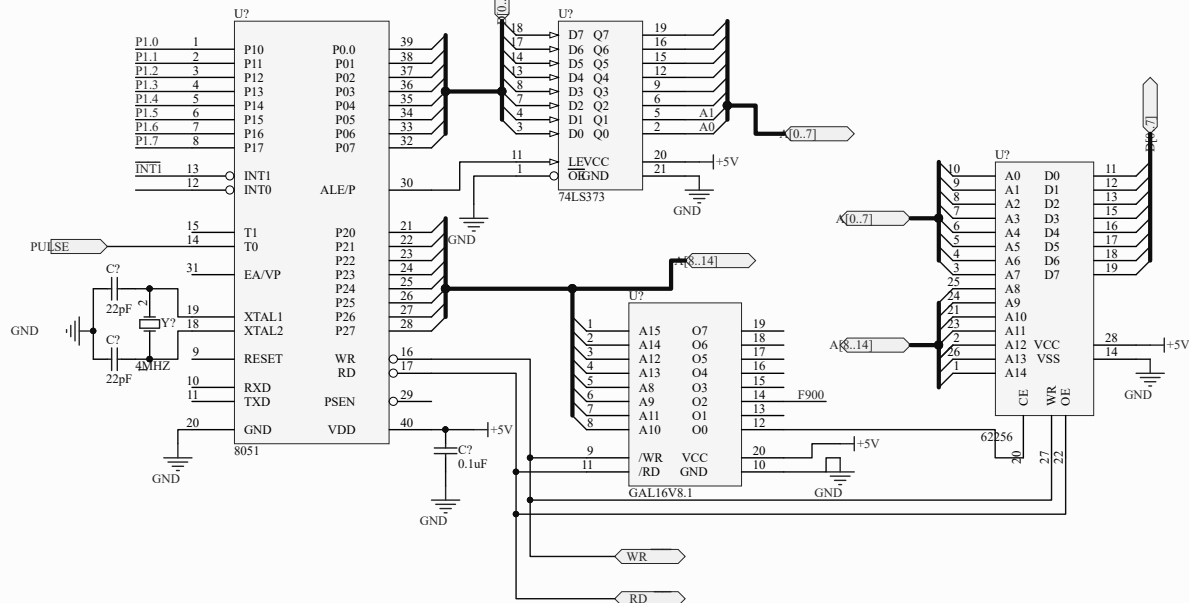 U?
P1.0 1 P10 P0.0 39
P1.1 2 P11 P01 38
P1.2 3 P12 P02 37
P1.3 4 P13 P03 36
P1.4 5 P14 P04 35
P1.5 6 P15 P05 34
P1.6 7 P16 P06 33
P1.7 8 P17 P07 32
INT1 13 INT1
12 INT0 ALE/P 30
15 T1 P20 21
PULSE 14 T0 P21 22
P22 23
31 EA/VP P23 24
P24 25
P25 26
19 XTAL1 P26 27
18 XTAL2 P27 28
9 RESET WR 16
RD 17
10 RXD
11 TXD PSEN 29
20 GND VDD 40
8051
GND
C?
22pF
2
Y?
4MHZ
C?
22pF
GND
+5V
C?
0.1uF
GND
U?
18 D7 Q7 19
17 D6 Q6 16
14 D5 Q5 15
13 D4 Q4 12
8 D3 Q3 9
7 D2 Q2 6
4 D1 Q1 5 A1
3 D0 Q0 2 A0
11 LE VCC 20 +5V
1 OE GND 21
74LS373
GND
GND
A[0..7]
A[8..14]
U?
1 A15 O7 19
2 A14 O6 18
3 A12 O5 17
4 A13 O4 16
5 A8 O3 15
6 A9 O2 14 F900
7 A11 O1 13
8 A10 O0 12
9 /WR VCC 20 +5V
11 /RD GND 10
GAL16V8.1
GND
WR
RD
D[0..7]
U?
10 A0 D0 11
9 A1 D1 12
8 A2 D2 13
A[0..7] 7 A3 D3 15
6 A4 D4 16
5 A5 D5 17
4 A6 D6 18
3 A7 D7 19
25 A8
24 A9
21 A10
23 A11
A[8..14] 2 A12 VCC 28 +5V
26 A13 VSS 14
1 A14
GND
CE WR OE
62256
20 27 22